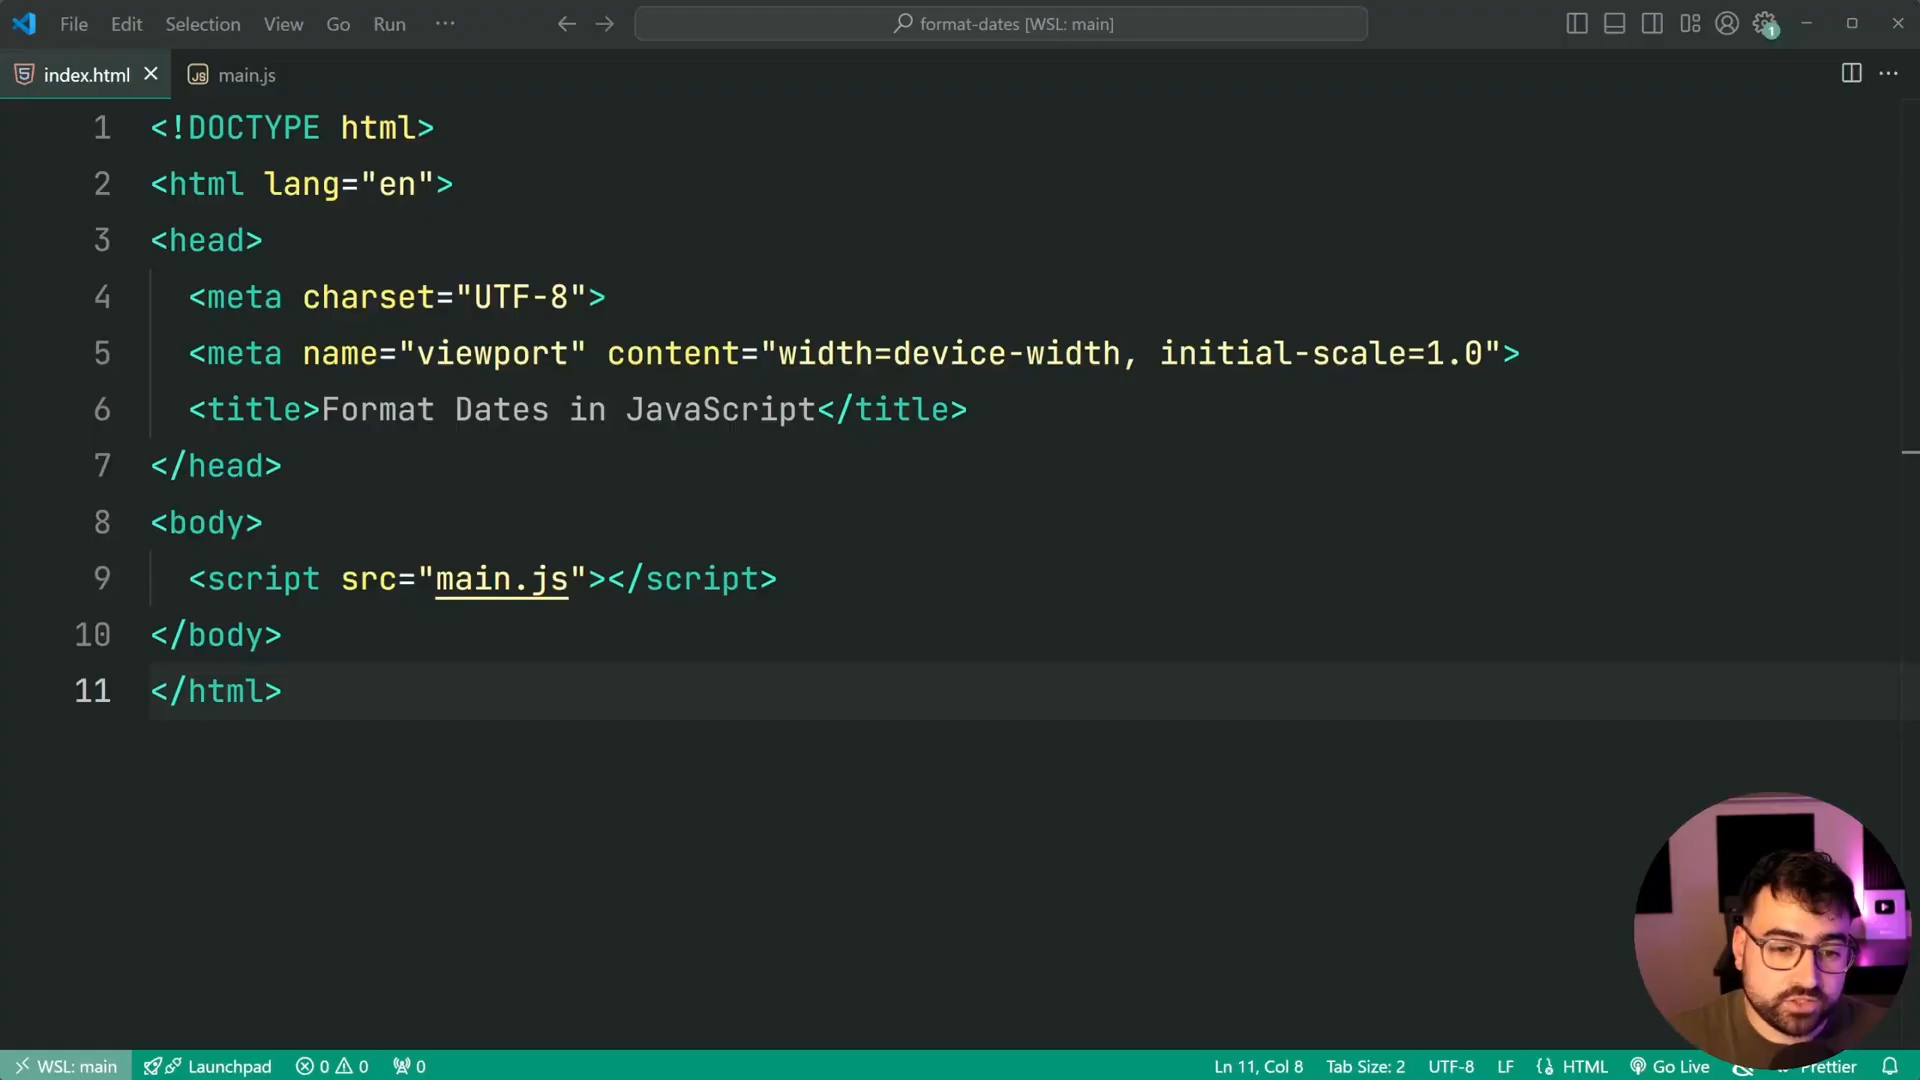 File Edit Selection View Go Run ··· format-dates [WSL: main] 1
index.html main.js
1 <!DOCTYPE html>
2 <html lang="en">
3 <head>
4 <meta charset="UTF-8">
5 <meta name="viewport" content="width=device-width, initial-scale=1.0">
6 <title>Format Dates in JavaScript</title>
7 </head>
8 <body>
9 <script src="main.js"></script>
10 </body>
11 </html>
WSL: main Launchpad 0 0 0 Ln 11, Col 8 Tab Size: 2 UTF-8 LF HTML Go Live Prettier